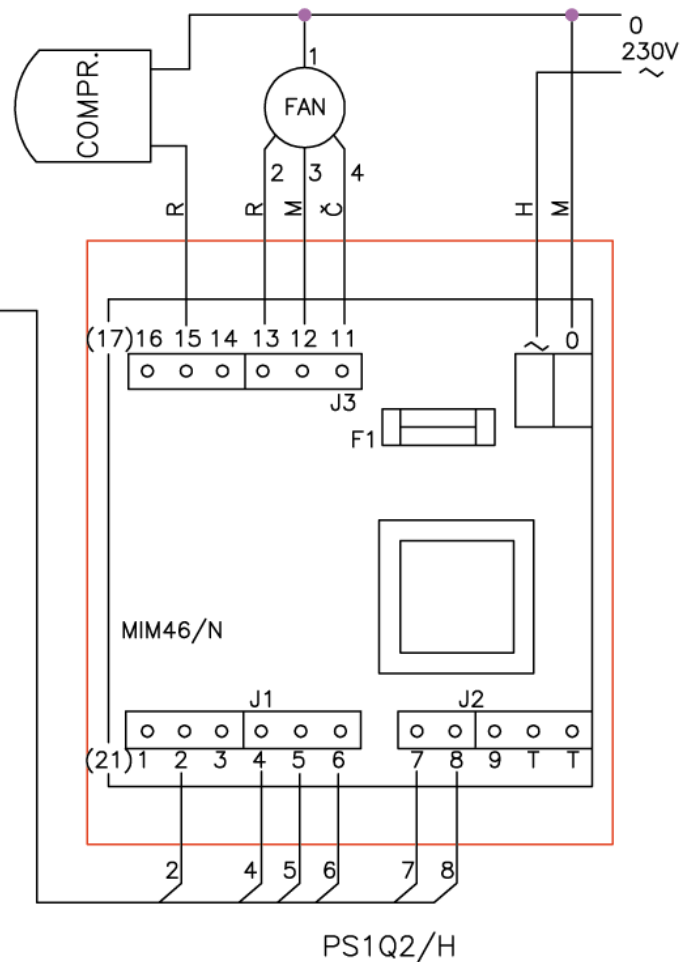 0
230V
~
COMPR.
1
FAN
2 3 4
R R M Č H M
(17) 16 15 14 13 12 11 ~ 0
J3
F1
MIM46/N
J1 J2
(21) 1 2 3 4 5 6 7 8 9 T T
2 4 5 6 7 8
PS1Q2/H